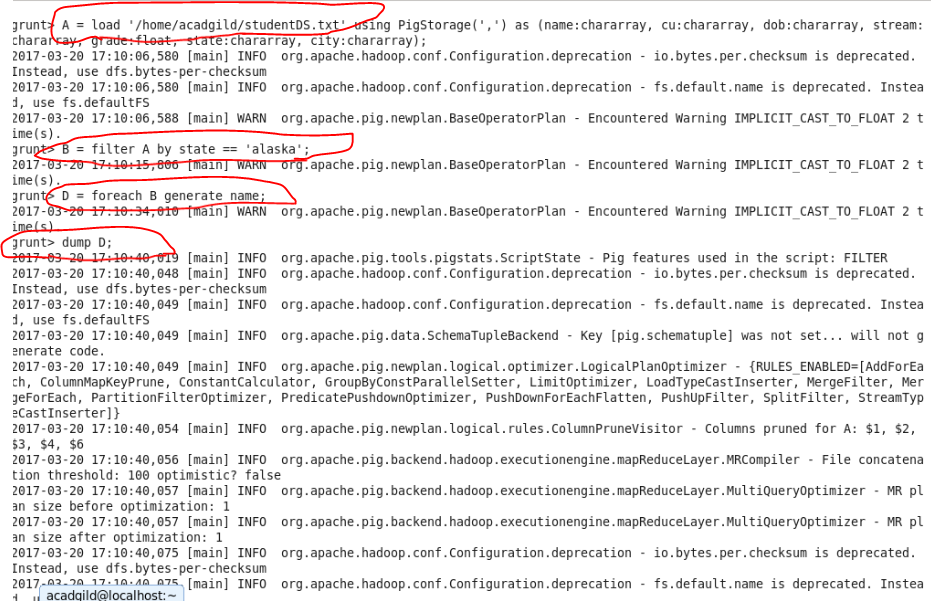 grunt> A = load '/home/acadgild/studentDS.txt' using PigStorage(',') as (name:chararray, cu:chararray, dob:chararray, stream:
chararray, grade:float, state:chararray, city:chararray);
2017-03-20 17:10:06,580 [main] INFO  org.apache.hadoop.conf.Configuration.deprecation - io.bytes.per.checksum is deprecated.
Instead, use dfs.bytes-per-checksum
2017-03-20 17:10:06,580 [main] INFO  org.apache.hadoop.conf.Configuration.deprecation - fs.default.name is deprecated. Instea
d, use fs.defaultFS
2017-03-20 17:10:06,588 [main] WARN  org.apache.pig.newplan.BaseOperatorPlan - Encountered Warning IMPLICIT_CAST_TO_FLOAT 2 t
ime(s).
grunt> B = filter A by state == 'alaska';
2017-03-20 17:10:15,806 [main] WARN  org.apache.pig.newplan.BaseOperatorPlan - Encountered Warning IMPLICIT_CAST_TO_FLOAT 2 t
ime(s).
grunt> D = foreach B generate name;
2017-03-20 17:10:34,010 [main] WARN  org.apache.pig.newplan.BaseOperatorPlan - Encountered Warning IMPLICIT_CAST_TO_FLOAT 2 t
ime(s).
grunt> dump D;
2017-03-20 17:10:40,019 [main] INFO  org.apache.pig.tools.pigstats.ScriptState - Pig features used in the script: FILTER
2017-03-20 17:10:40,048 [main] INFO  org.apache.hadoop.conf.Configuration.deprecation - io.bytes.per.checksum is deprecated.
Instead, use dfs.bytes-per-checksum
2017-03-20 17:10:40,049 [main] INFO  org.apache.hadoop.conf.Configuration.deprecation - fs.default.name is deprecated. Instea
d, use fs.defaultFS
2017-03-20 17:10:40,049 [main] INFO  org.apache.pig.data.SchemaTupleBackend - Key [pig.schematuple] was not set... will not g
enerate code.
2017-03-20 17:10:40,049 [main] INFO  org.apache.pig.newplan.logical.optimizer.LogicalPlanOptimizer - {RULES_ENABLED=[AddForEa
ch, ColumnMapKeyPrune, ConstantCalculator, GroupByConstParallelSetter, LimitOptimizer, LoadTypeCastInserter, MergeFilter, Mer
geForEach, PartitionFilterOptimizer, PredicatePushdownOptimizer, PushDownForEachFlatten, PushUpFilter, SplitFilter, StreamTyp
eCastInserter]}
2017-03-20 17:10:40,054 [main] INFO  org.apache.pig.newplan.logical.rules.ColumnPruneVisitor - Columns pruned for A: $1, $2,
$3, $4, $6
2017-03-20 17:10:40,056 [main] INFO  org.apache.pig.backend.hadoop.executionengine.mapReduceLayer.MRCompiler - File concatena
tion threshold: 100 optimistic? false
2017-03-20 17:10:40,057 [main] INFO  org.apache.pig.backend.hadoop.executionengine.mapReduceLayer.MultiQueryOptimizer - MR pl
an size before optimization: 1
2017-03-20 17:10:40,057 [main] INFO  org.apache.pig.backend.hadoop.executionengine.mapReduceLayer.MultiQueryOptimizer - MR pl
an size after optimization: 1
2017-03-20 17:10:40,075 [main] INFO  org.apache.hadoop.conf.Configuration.deprecation - io.bytes.per.checksum is deprecated.
Instead, use dfs.bytes-per-checksum
2017-03-20 17:10:40,075 [main] INFO  org.apache.hadoop.conf.Configuration.deprecation - fs.default.name is deprecated. Instea
d,
acadgild@localhost:~